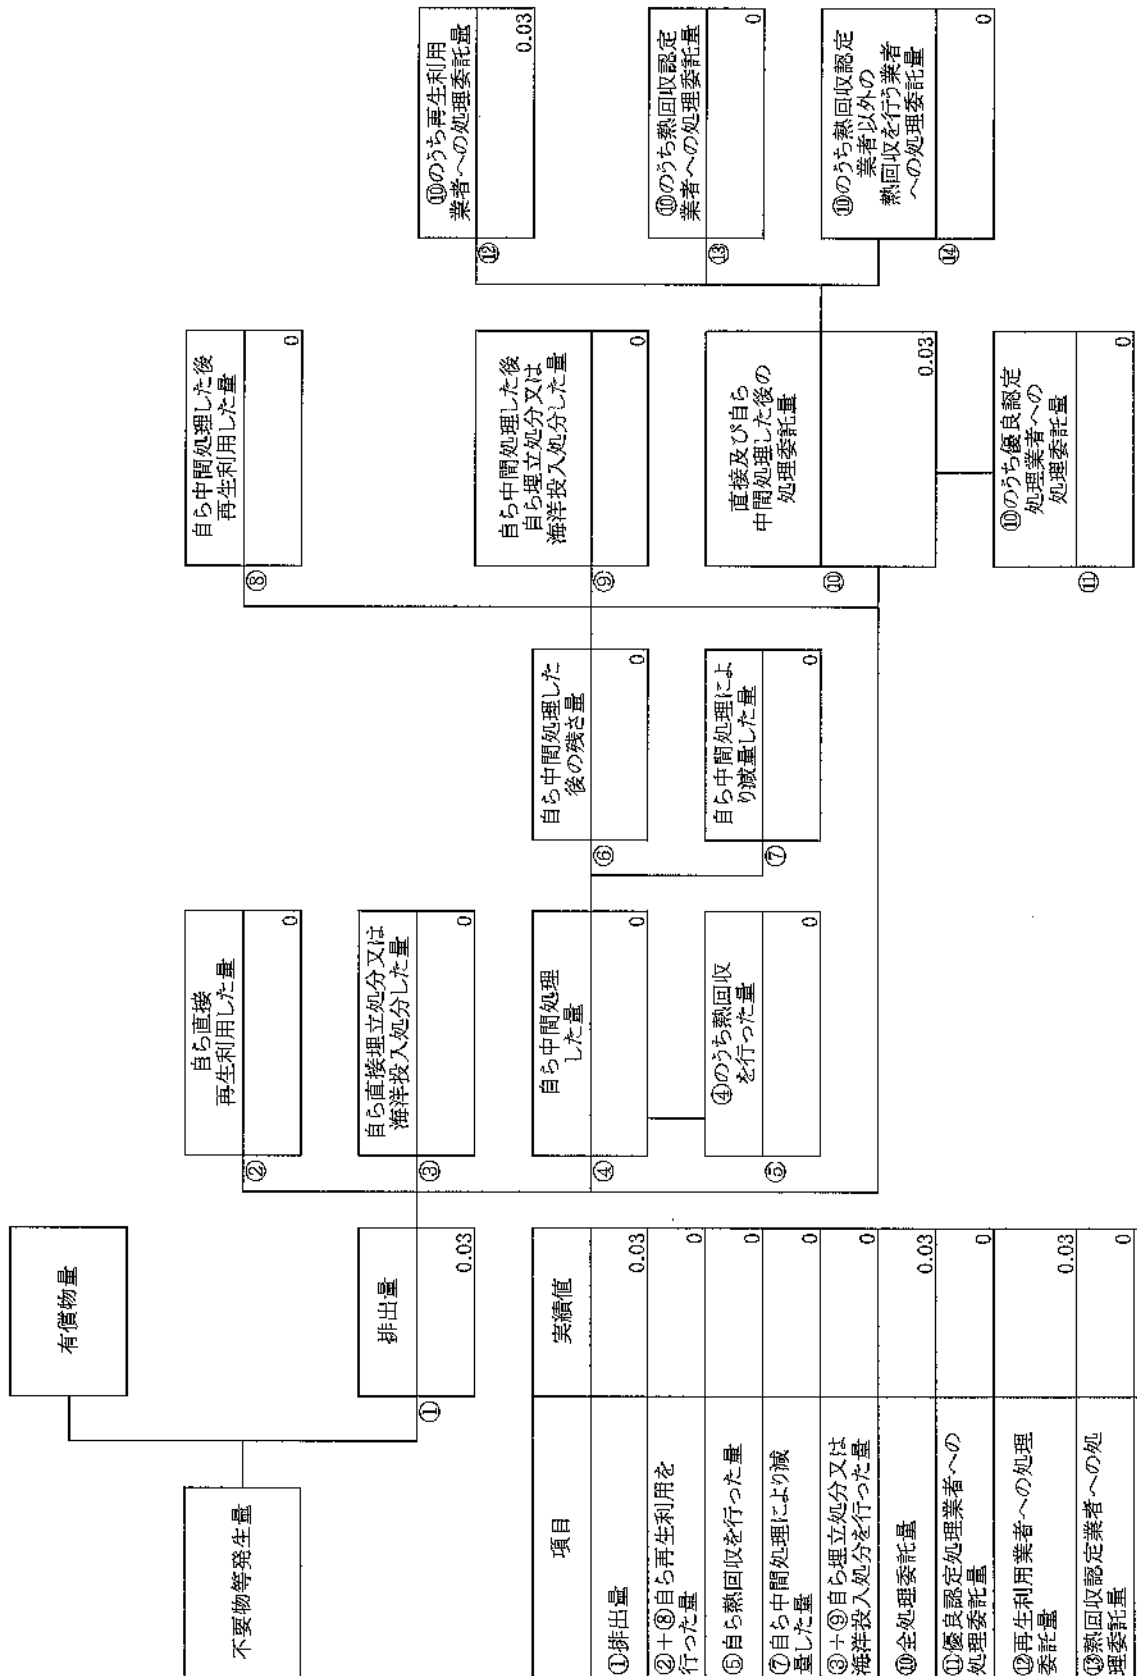 不要物等発生量
有償物量
①
排出量
0.03
②
自ら直接
再生利用した量
0
③
自ら直接埋立処分又は
海洋投入処分した量
0
④
自ら中間処理
した量
0
⑤
④のうち熱回収
を行った量
0
⑥
自ら中間処理した
後の残さ量
0
⑦
自ら中間処理によ
り減量した量
0
⑧
自ら中間処理した後
再生利用した量
0
⑨
自ら中間処理した後
自ら埋立処分又は
海洋投入処分した量
0
⑩
直接及び自ら
中間処理した後の
処理委託量
0.03
⑪
⑩のうち優良認定
処理業者への
処理委託量
0
⑫
⑩のうち再生利用
業者への処理委託量
0.03
⑬
⑩のうち熱回収認定
業者への処理委託量
0
⑭
⑩のうち熱回収認定
業者以外の
熱回収を行う業者
への処理委託量
0
項目 実績値
①排出量 0.03
②+⑧自ら再生利用を
行った量 0
⑤自ら熱回収を行った量 0
⑦自ら中間処理により減
量した量 0
③+⑨自ら埋立処分又は
海洋投入処分を行った量 0
⑩全処理委託量 0.03
⑪優良認定処理業者への
処理委託量 0
⑫再生利用業者への処理
委託量 0.03
⑬熱回収認定業者への処
理委託量 0